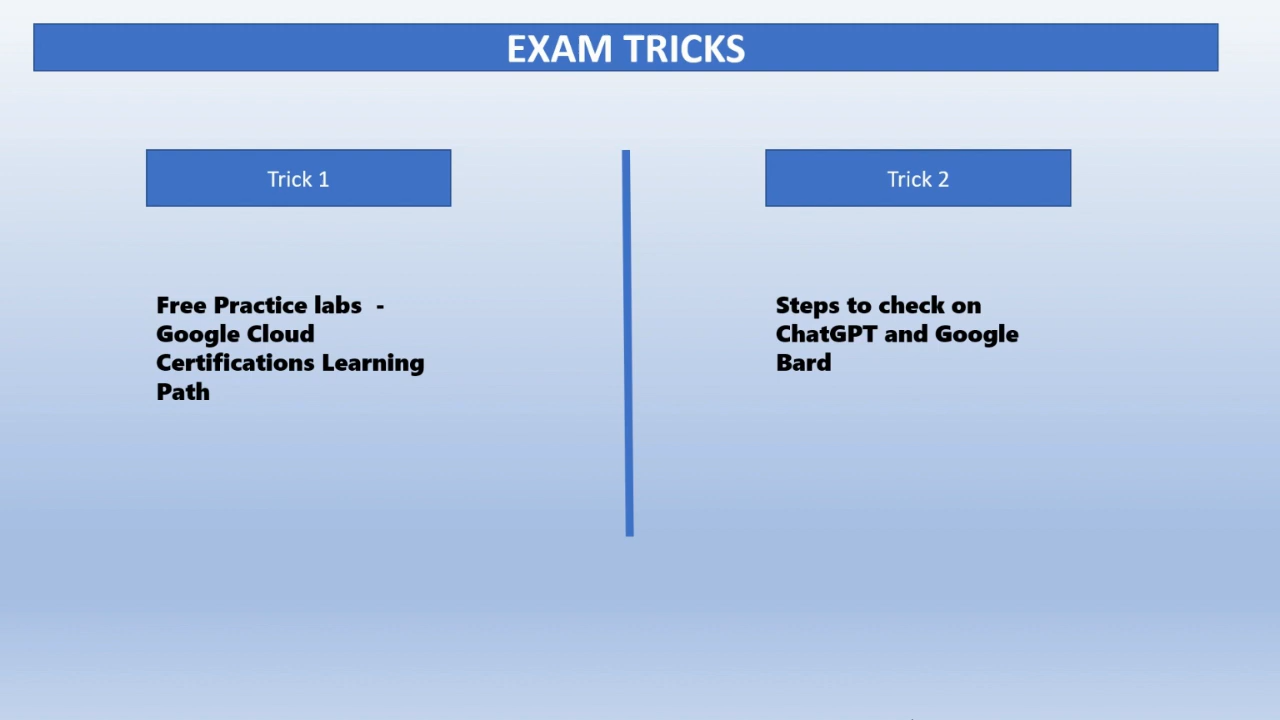 EXAM TRICKS
Trick 1
Free Practice labs  -
Google Cloud
Certifications Learning
Path
Trick 2
Steps to check on
ChatGPT and Google
Bard